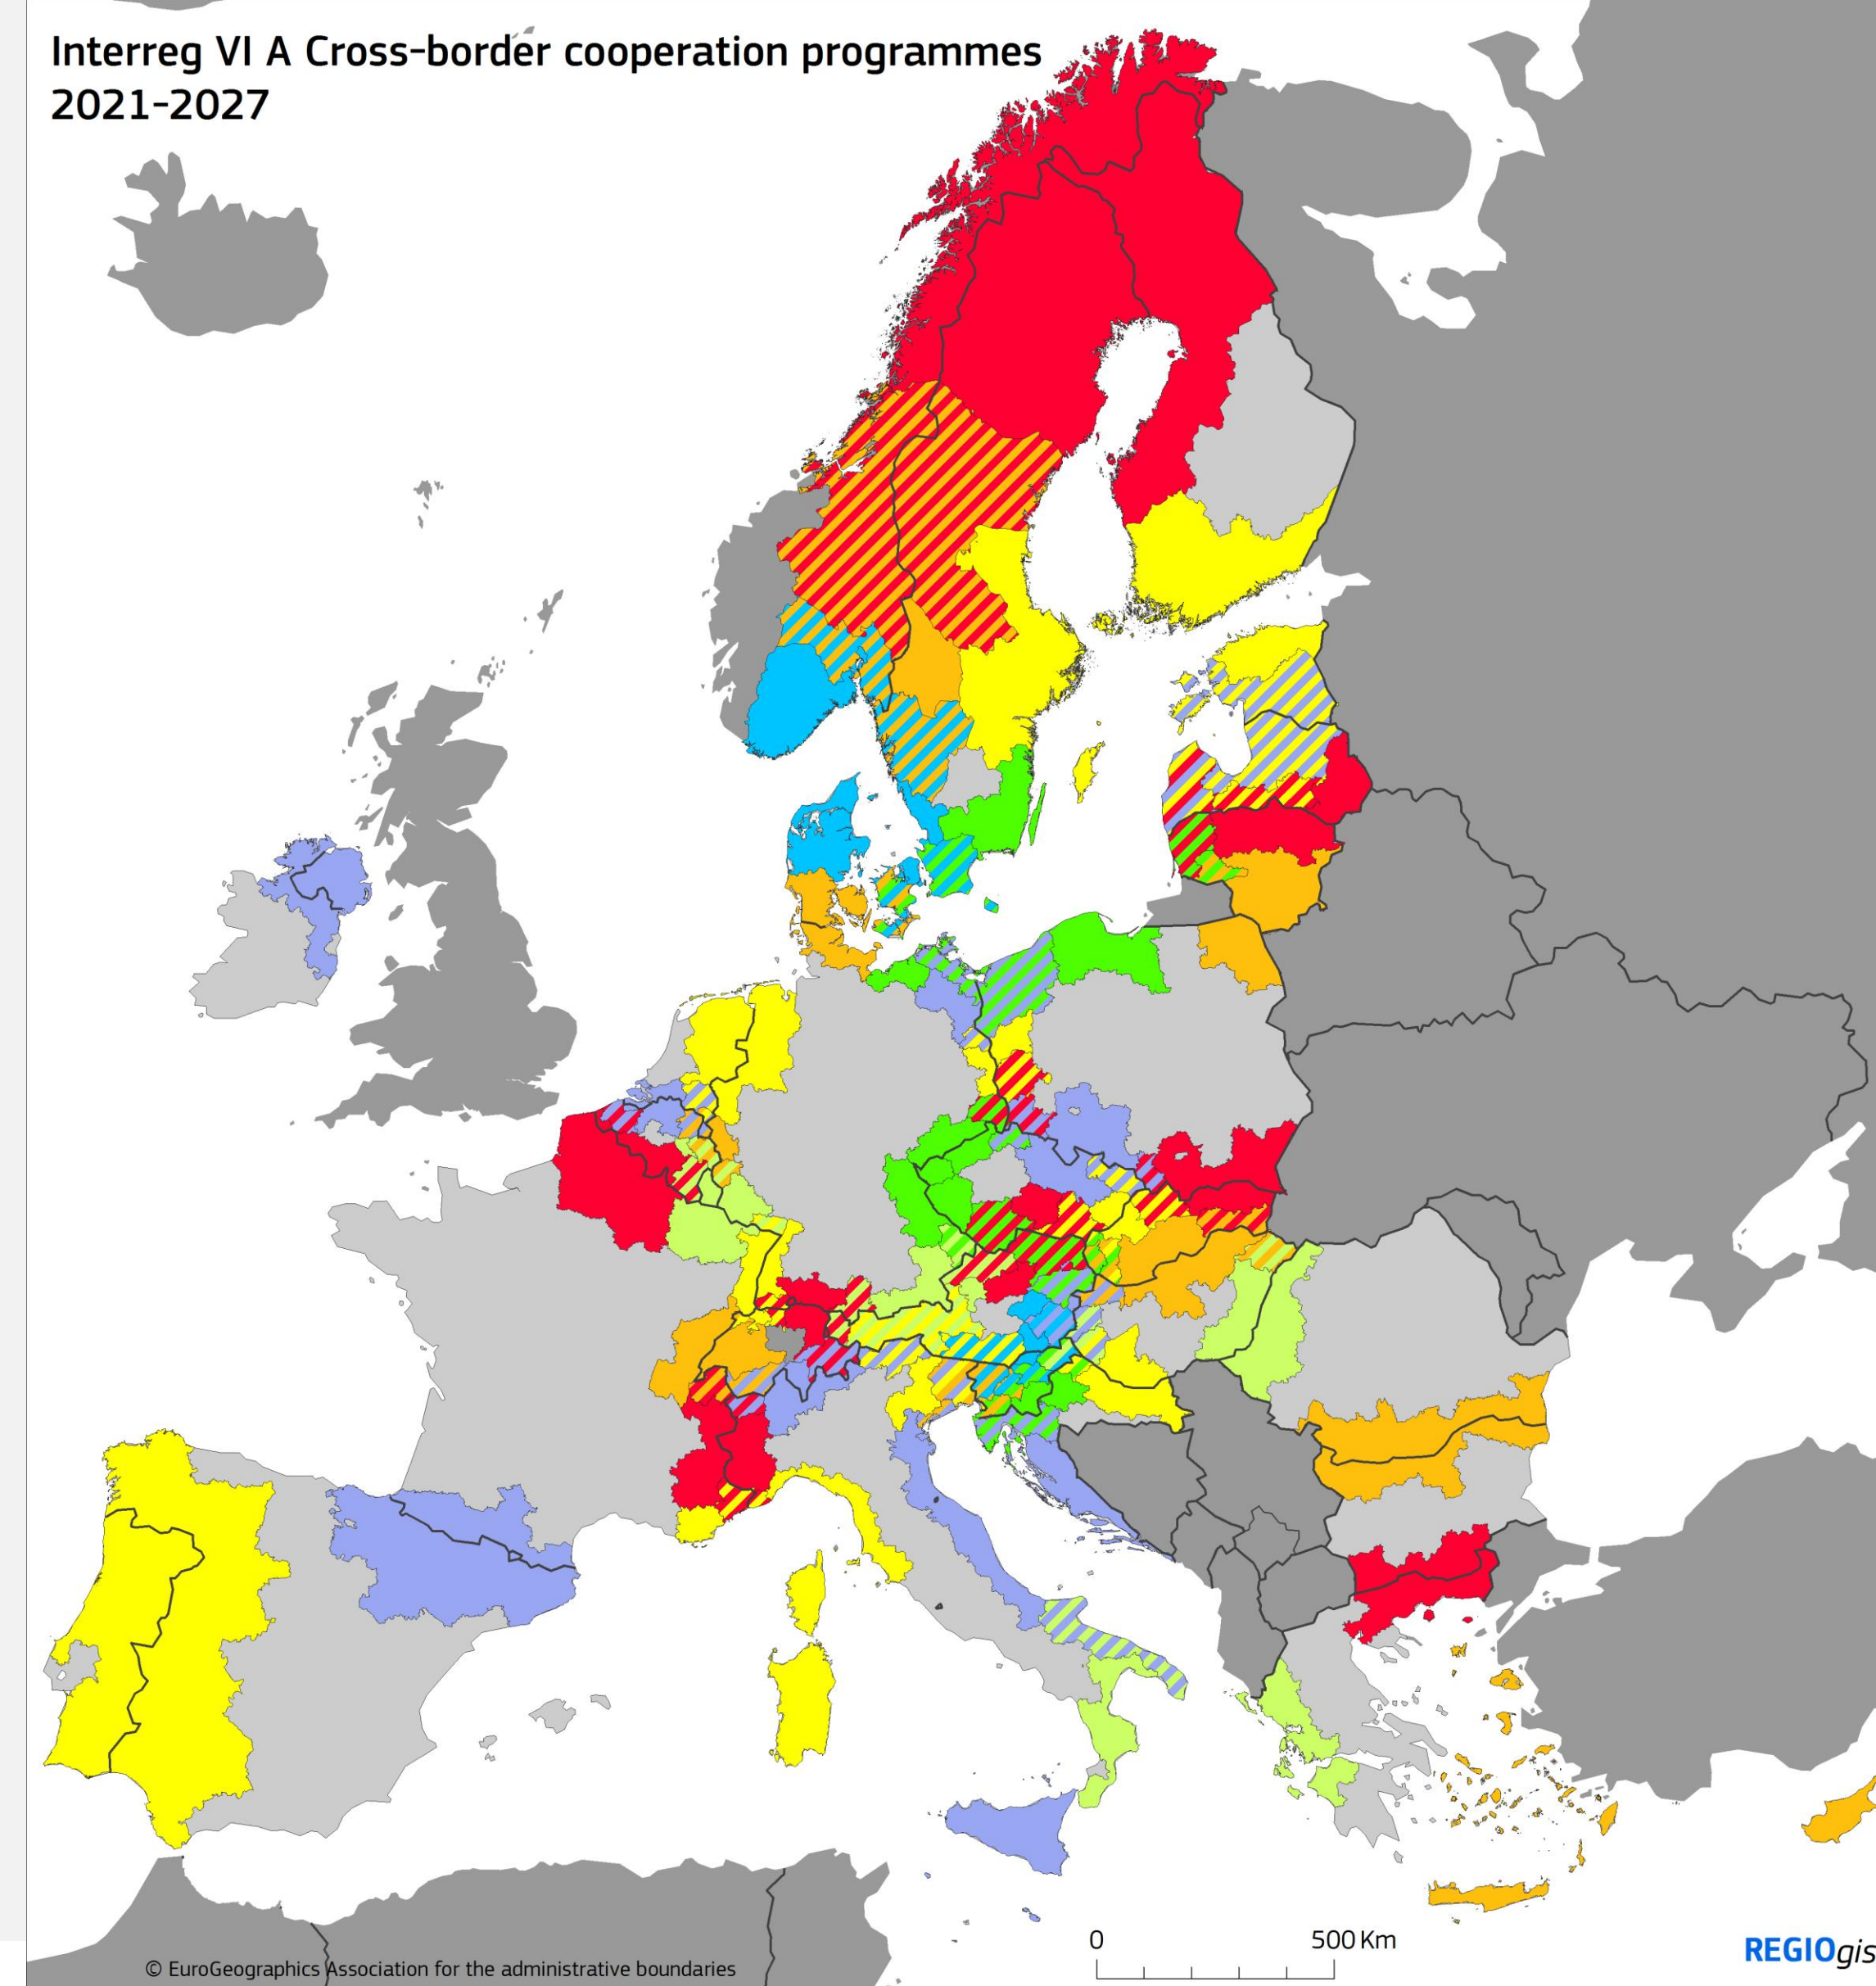 Interreg VI A Cross-border cooperation programmes
2021-2027
0 500 Km
REGIOgis
© EuroGeographics Association for the administrative boundaries